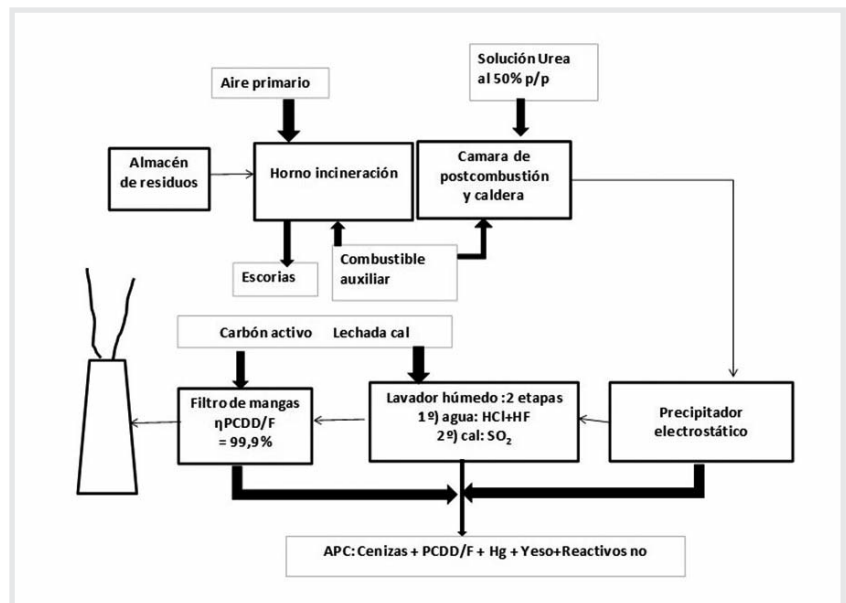 Solución Urea
al 50% p/p
Aire primario
Almacén
de residuos
Horno incineración
Camara de
postcombustión
y caldera
Escorias
Combustible
auxiliar
Carbón activo Lechada cal
Filtro de mangas
ηPCDD/F
= 99,9%
Lavador húmedo :2 etapas
1º) agua: HCl+HF
2º) cal: SO₂
Precipitador
electrostático
APC: Cenizas + PCDD/F + Hg + Yeso+Reactivos no